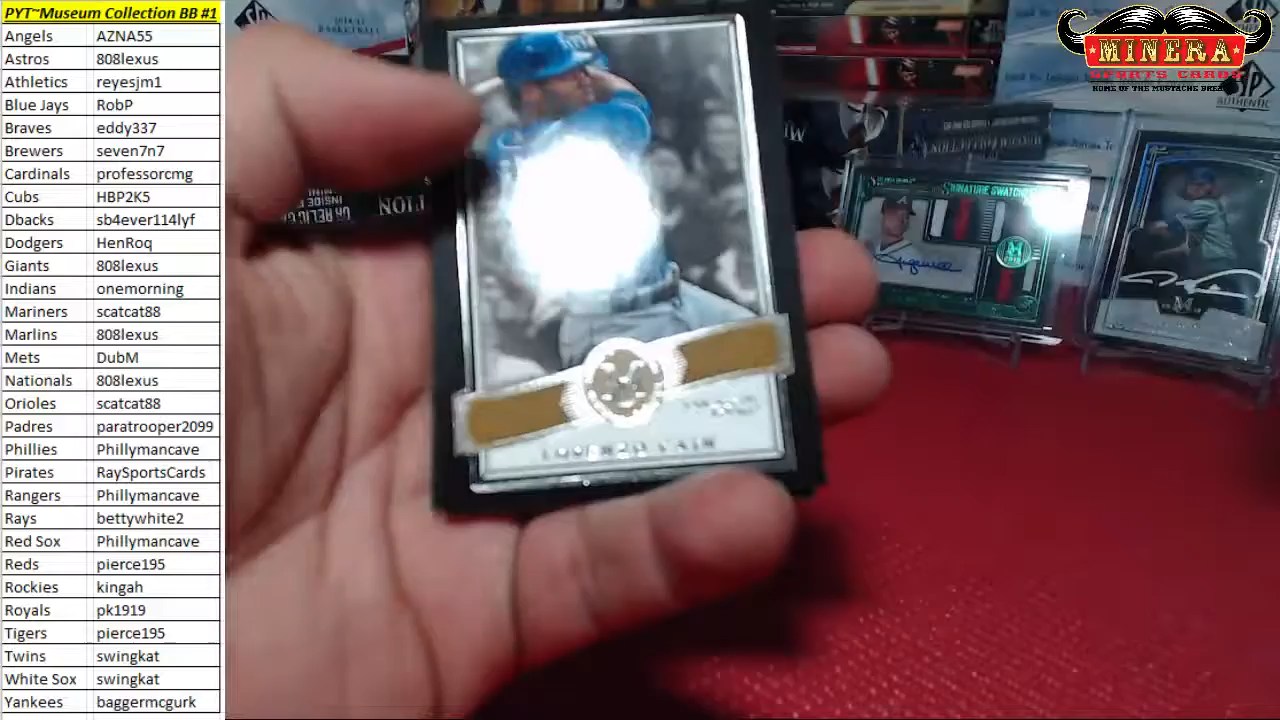 PYT~Museum Collection BB #1
Angels AZNA55
Astros 808lexus
Athletics reyesjm1
Blue Jays RobP
Braves eddy337
Brewers seven7n7
Cardinals professorcmg
Cubs HBP2K5
Dbacks sb4ever114lyf
Dodgers HenRoq
Giants 808lexus
Indians onemorning
Mariners scatcat88
Marlins 808lexus
Mets DubM
Nationals 808lexus
Orioles scatcat88
Padres paratrooper2099
Phillies Phillymancave
Pirates RaySportsCards
Rangers Phillymancave
Rays bettywhite2
Red Sox Phillymancave
Reds pierce195
Rockies kingah
Royals pk1919
Tigers pierce195
Twins swingkat
White Sox swingkat
Yankees baggermcgurk
LORENZO CAIN
MINERA
SPORTS CARDS
HOME OF THE MUSTACHE BREAK
AUTHENTIC
SIGNATURE SWATCHES
M